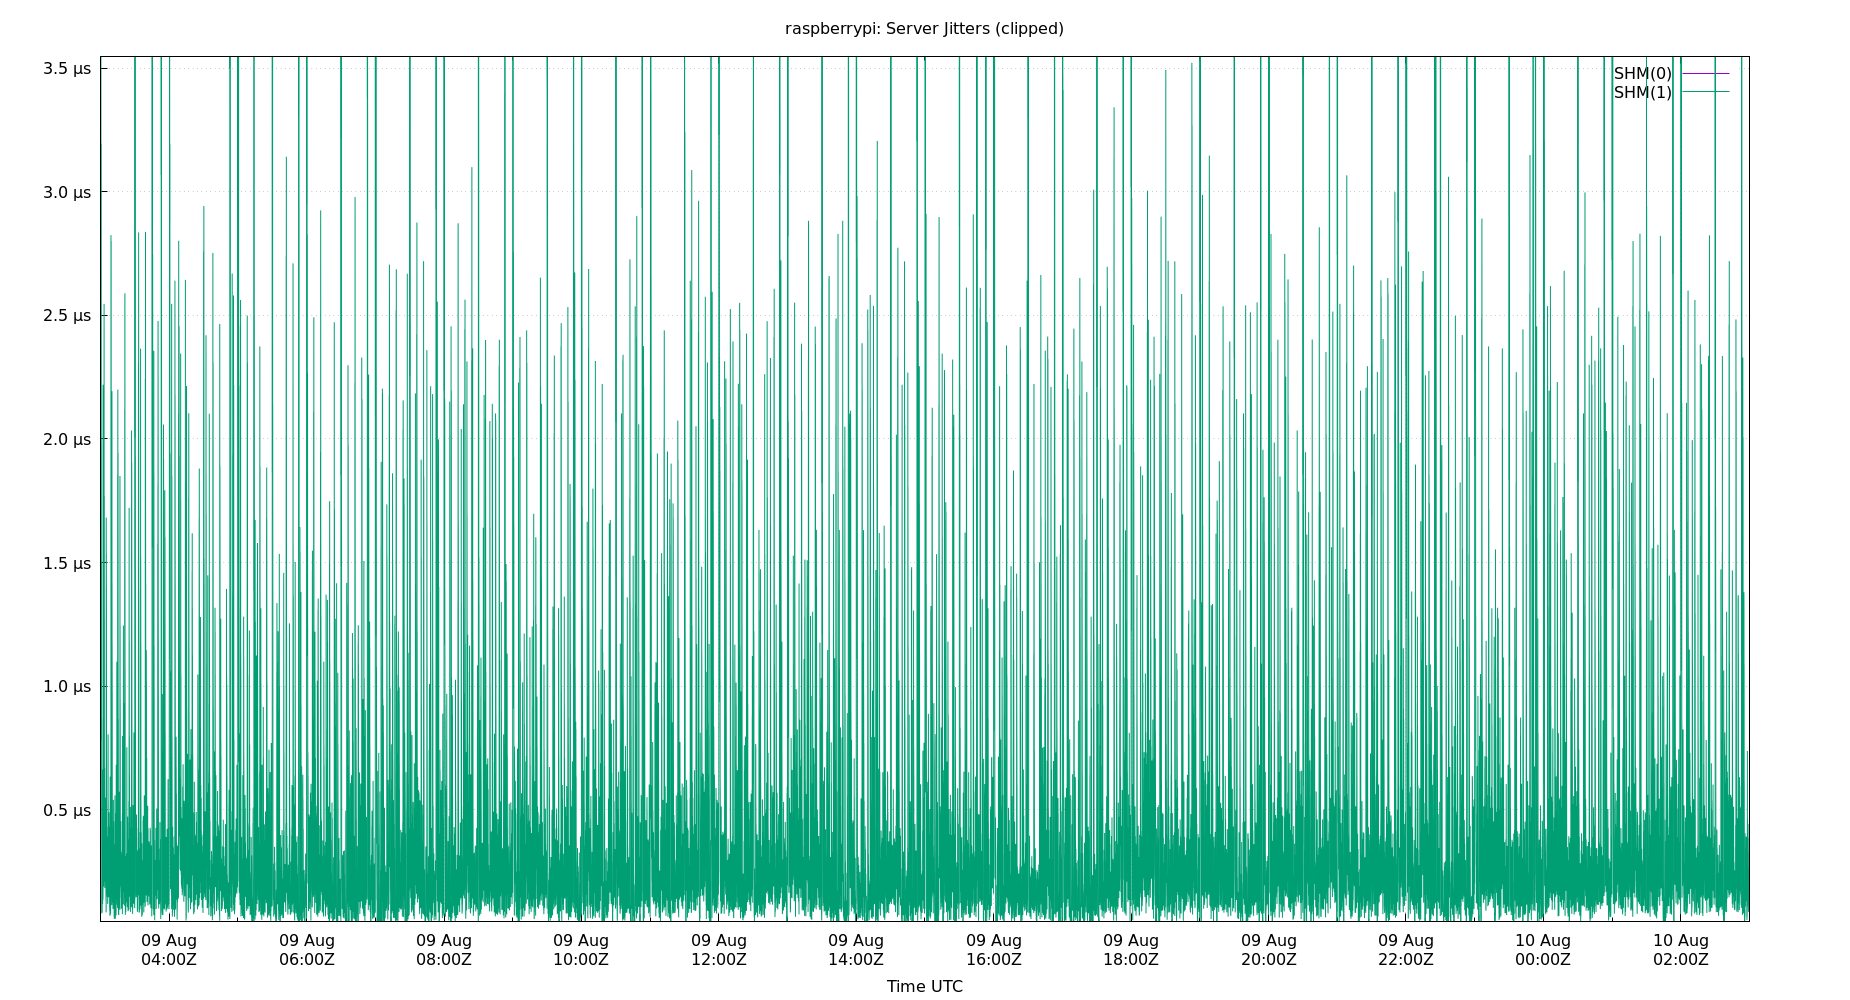 raspberrypi: Server Jitters (clipped)
3.5 μs
3.0 μs
2.5 μs
2.0 μs
1.5 μs
1.0 μs
0.5 μs
SHM(0)
SHM(1)
09 Aug 09 Aug 09 Aug 09 Aug 09 Aug 09 Aug 09 Aug 09 Aug 09 Aug 09 Aug 10 Aug 10 Aug
04:00Z 06:00Z 08:00Z 10:00Z 12:00Z 14:00Z 16:00Z 18:00Z 20:00Z 22:00Z 00:00Z 02:00Z
Time UTC